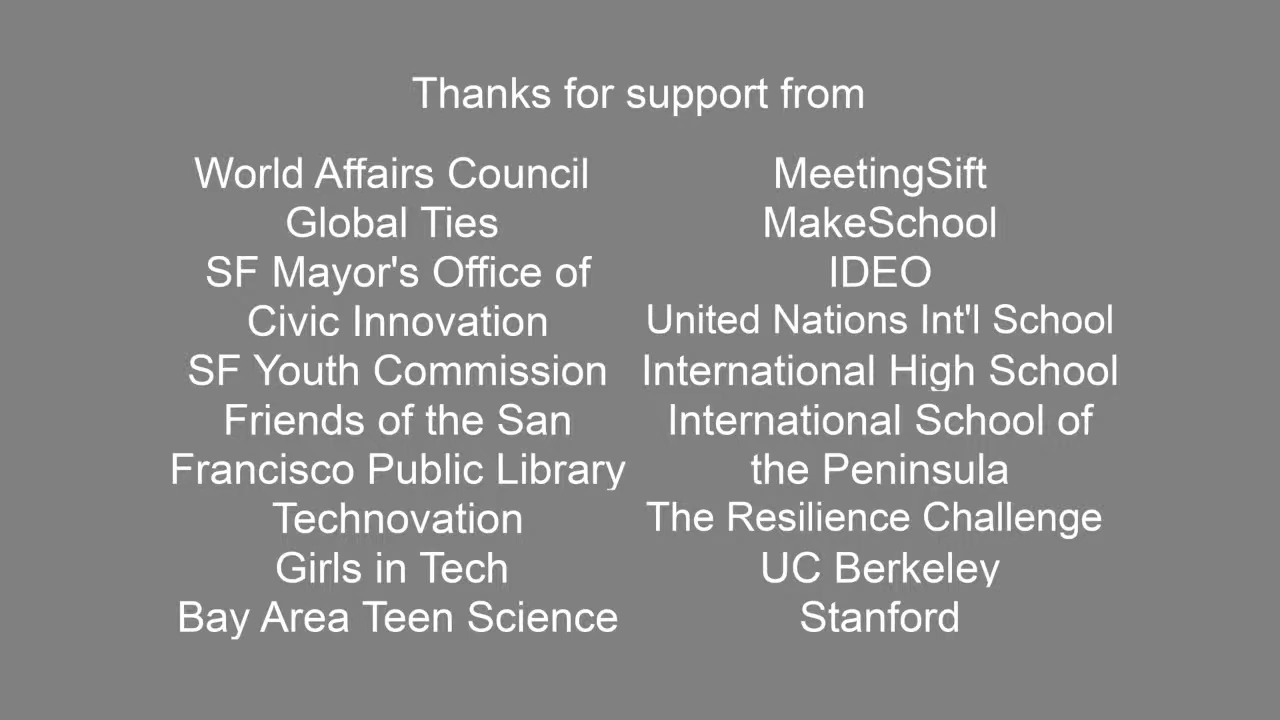 Thanks for support from
World Affairs Council
Global Ties
SF Mayor's Office of
Civic Innovation
SF Youth Commission
Friends of the San
Francisco Public Library
Technovation
Girls in Tech
Bay Area Teen Science
MeetingSift
MakeSchool
IDEO
United Nations Int'l School
International High School
International School of
the Peninsula
The Resilience Challenge
UC Berkeley
Stanford